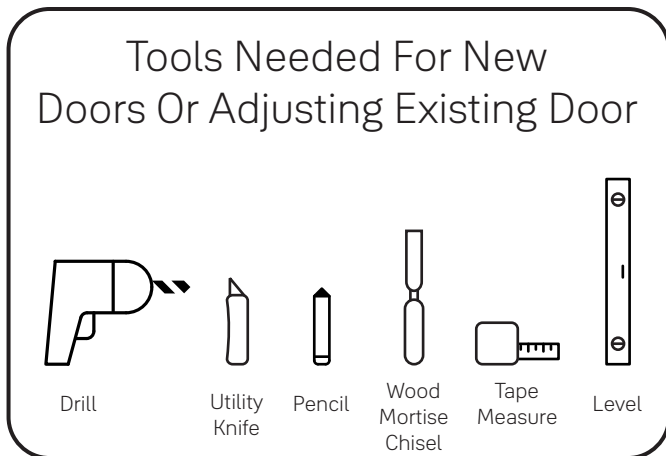 Tools Needed For New
Doors Or Adjusting Existing Door
Drill
Utility
Knife
Pencil
Wood
Mortise
Chisel
Tape
Measure
Level